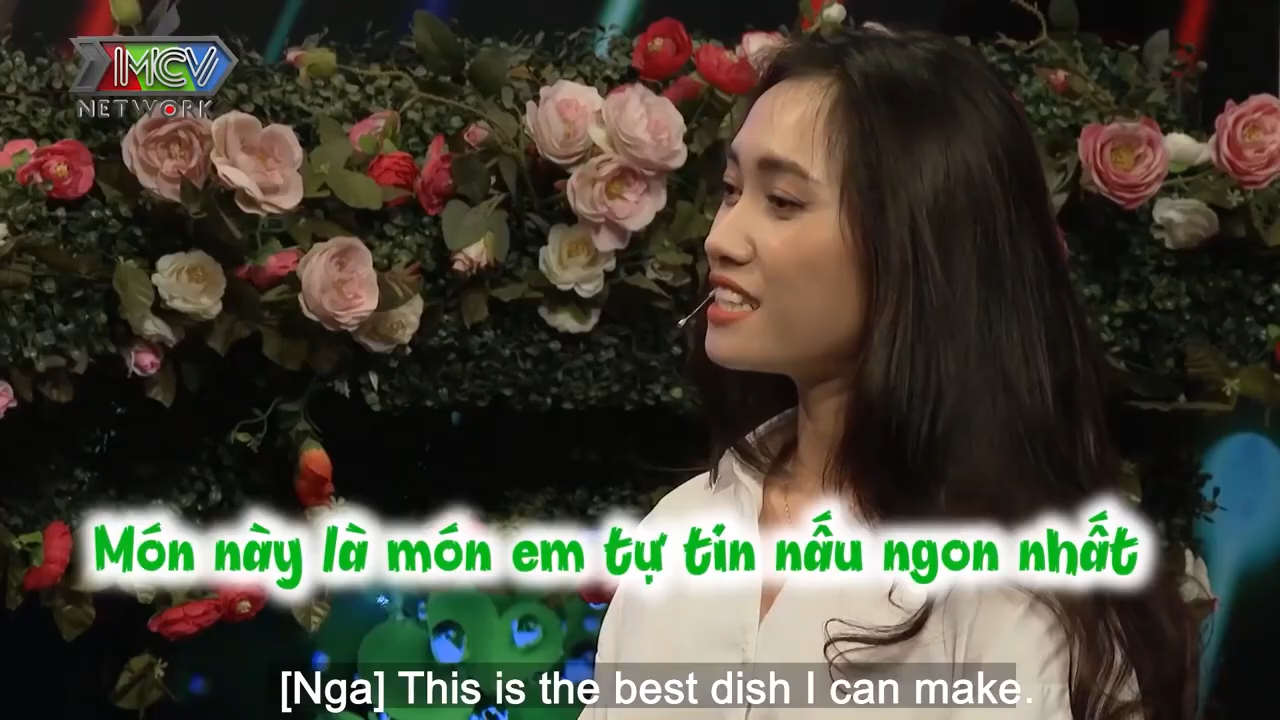 MCV
NETWORK
Món này là món em tự tin nấu ngon nhất
[Nga] This is the best dish I can make.